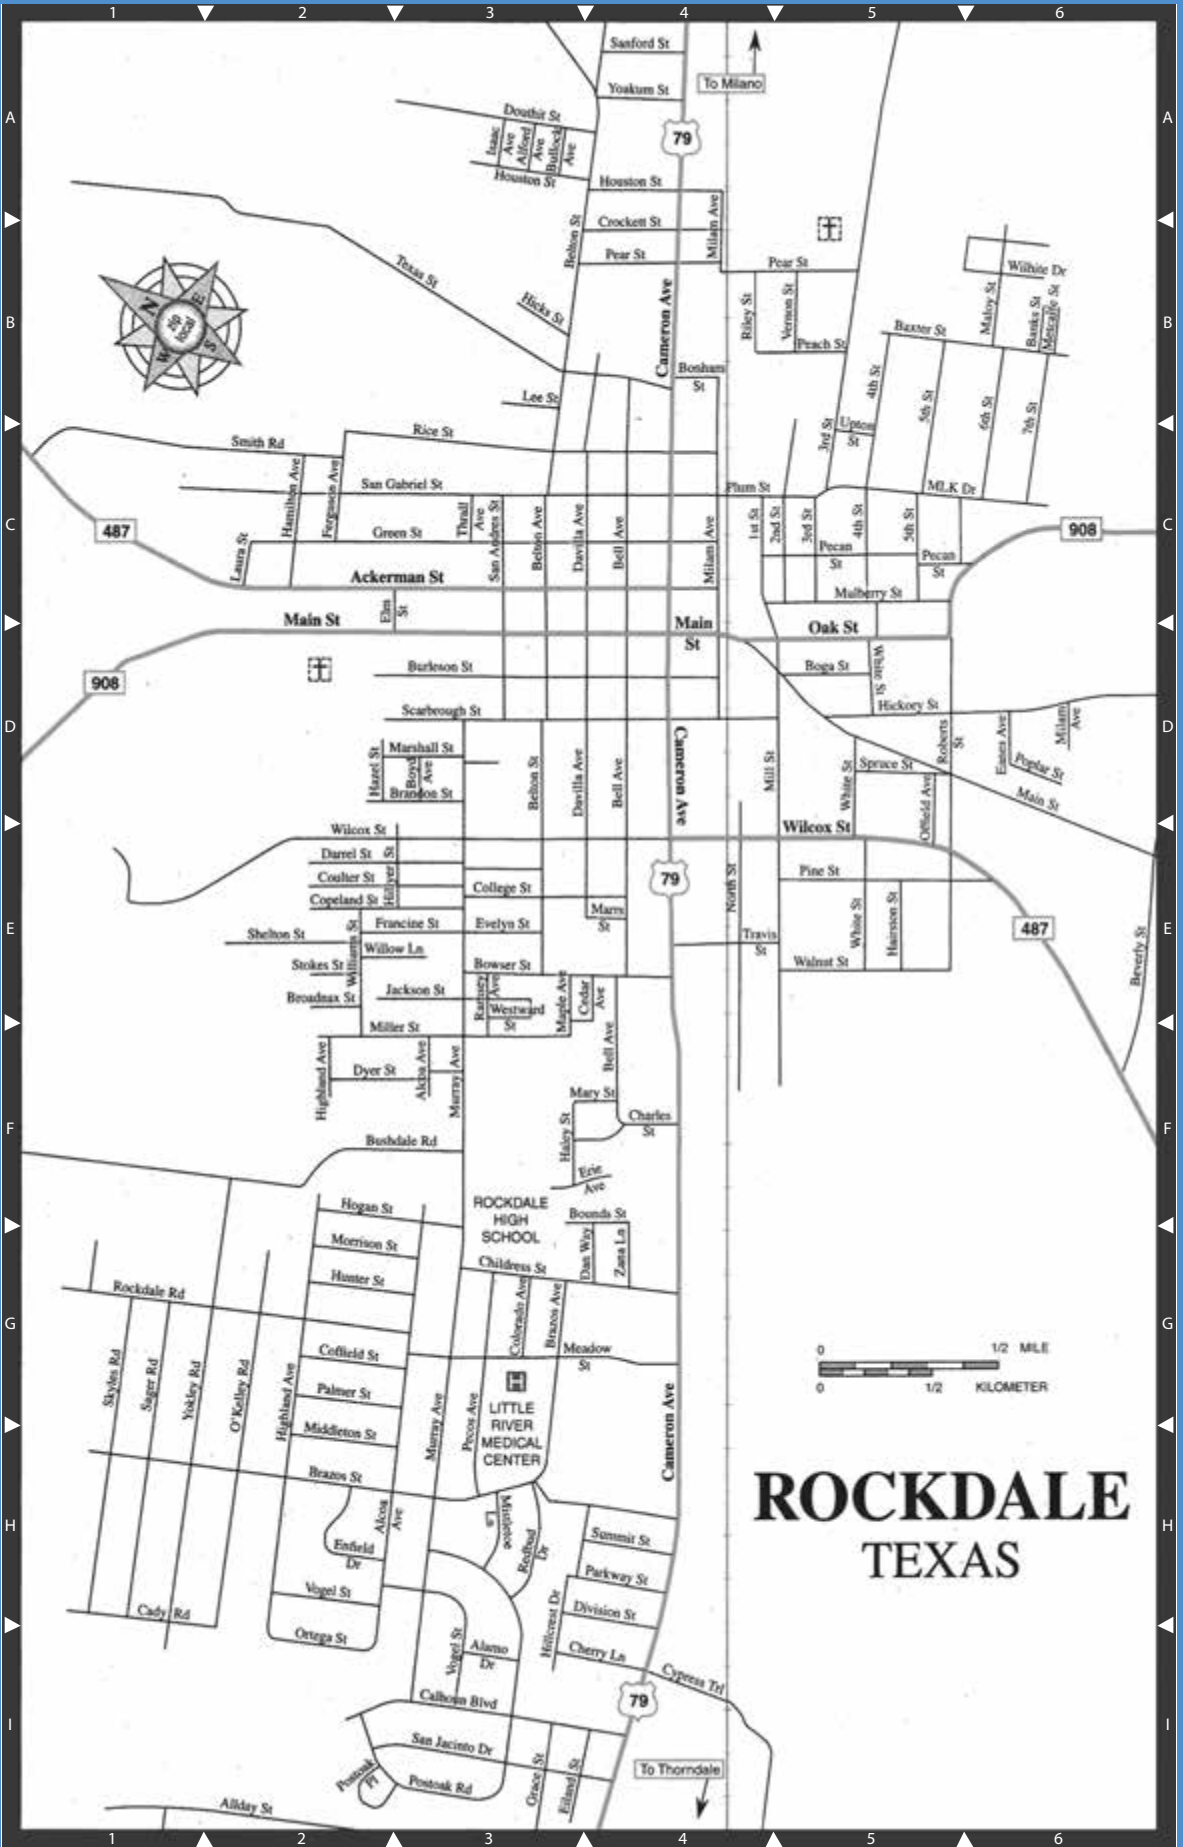 1 2 3 4 5 6
Sanford St
To Milano
Yoakum St
A
A
Douthit St
79
Isaac Ave
Alford Ave
Bullock Ave
Houston St
Houston St
Milam Ave
Crockett St
Belton St
Pear St
Pear St
Wilhite Dr
Texas St
N E
zip local
W S
Hicks St
Cameron Ave
Riley St
Vernon St
Maloy St
Banks St
Metcalfe St
B
B
Baxter St
Peach St
Bonham St
Lee St
4th St
5th St
6th St
7th St
3rd St
Upton St
Smith Rd
Rice St
San Gabriel St
Plum St
MLK Dr
Hamilton Ave
Ferguson Ave
Thrall Ave
San Andres St
Belton Ave
Davilla Ave
Bell Ave
Milam Ave
1st St
2nd St
3rd St
4th St
5th St
C
C
487
908
Green St
Laura St
Pecan St
Pecan St
Ackerman St
Mulberry St
Elm St
Main St
Main St
Oak St
908
Burleson St
Boga St
White St
Hickory St
Scarbrough St
D
D
Milam Ave
Eanes Ave
Roberts St
Marshall St
Hazel St
Boyd Ave
Brandon St
Belton St
Davilla Ave
Bell Ave
Cameron Ave
Mill St
White St
Spruce St
Poplar St
Main St
Offield Ave
Wilcox St
Wilcox St
Darrel St
Hillyer St
Coulter St
Copeland St
College St
79
North St
Pine St
Marrs St
Francine St
Evelyn St
E
E
Shelton St
Williams St
Willow Ln
Travis St
White St
Hairston St
487
Beverly St
Stokes St
Bowser St
Walnut St
Broadnax St
Jackson St
Ramsey Ave
Westward St
Maple Ave
Cedar Ave
Miller St
Highland Ave
Dyer St
Alcoa Ave
Murray Ave
Bell Ave
Mary St
Charles St
F
F
Haley St
Bushdale Rd
Erie Ave
ROCKDALE
HIGH
SCHOOL
Hogan St
Bounds St
Morrison St
Dan Way
Zana Ln
Hunter St
Childress St
Rockdale Rd
Colorado Ave
Brazos Ave
G
G
Meadow St
Coffield St
0 1/2 MILE
0 1/2 KILOMETER
Skyles Rd
Sager Rd
Yokley Rd
O'Kelley Rd
Highland Ave
Palmer St
Middleton St
Murray Ave
Pecos Ave
H
LITTLE
RIVER
MEDICAL
CENTER
Cameron Ave
Brazos St
ROCKDALE
TEXAS
H
H
Alcoa Ave
Enfield Dr
Mistletoe Ln
Redbud Dr
Summit St
Parkway St
Vogel St
Division St
Hillcrest Dr
Cady Rd
Ortega St
Vogel St
Alamo Dr
Cherry Ln
Cypress Trl
79
Calhoun Blvd
I
I
San Jacinto Dr
To Thorndale
Postoak Pl
Postoak Rd
Grace St
Eiland St
Allday St
1 2 3 4 5 6